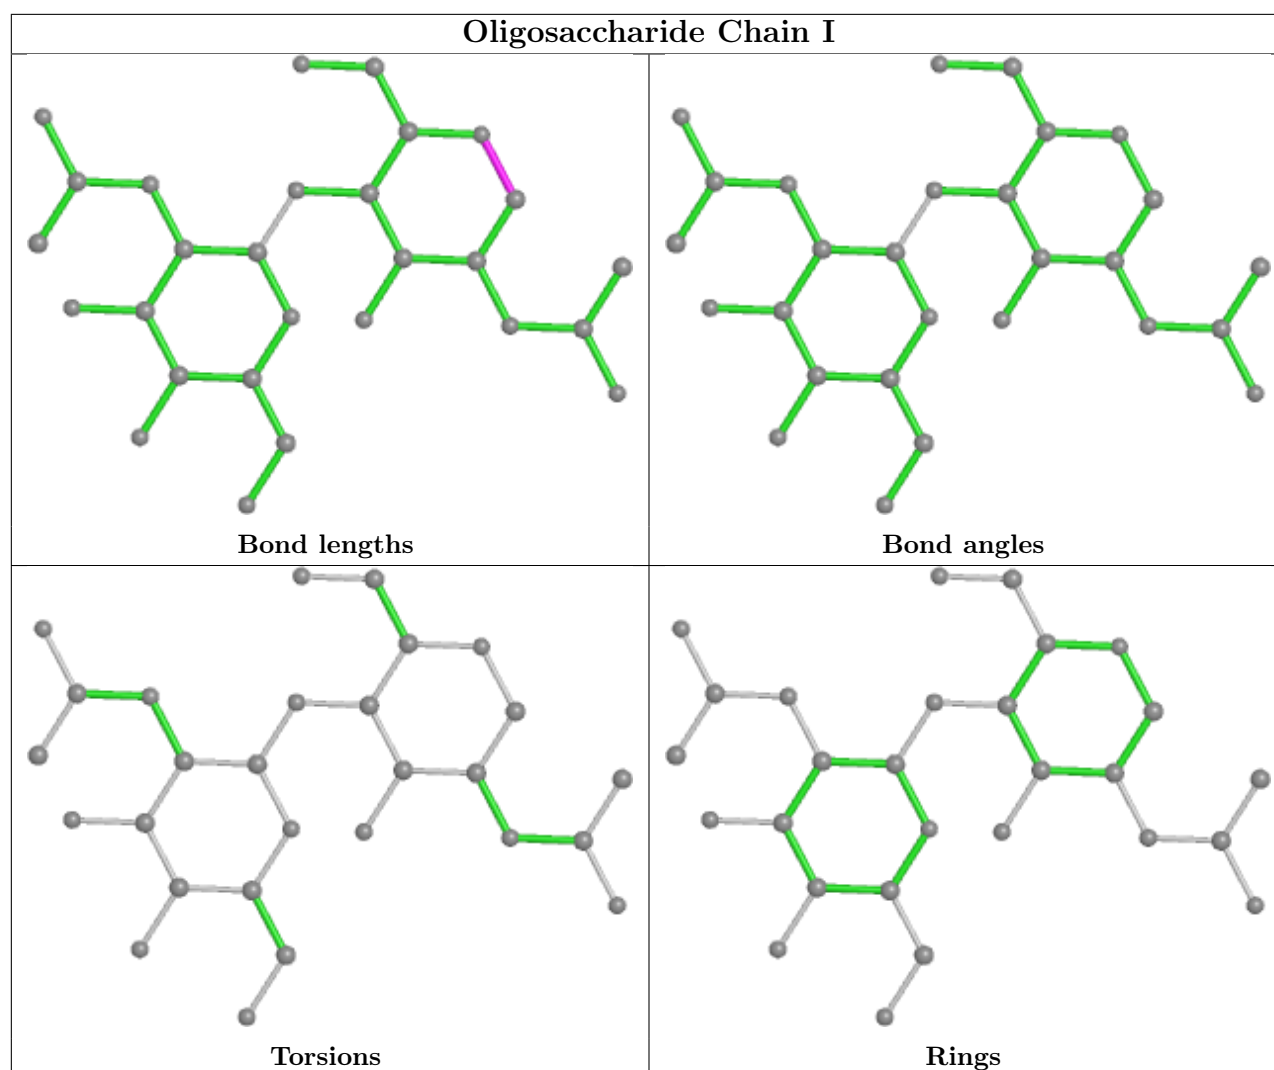 Oligosaccharide Chain I
Bond lengths
Bond angles
Torsions
Rings